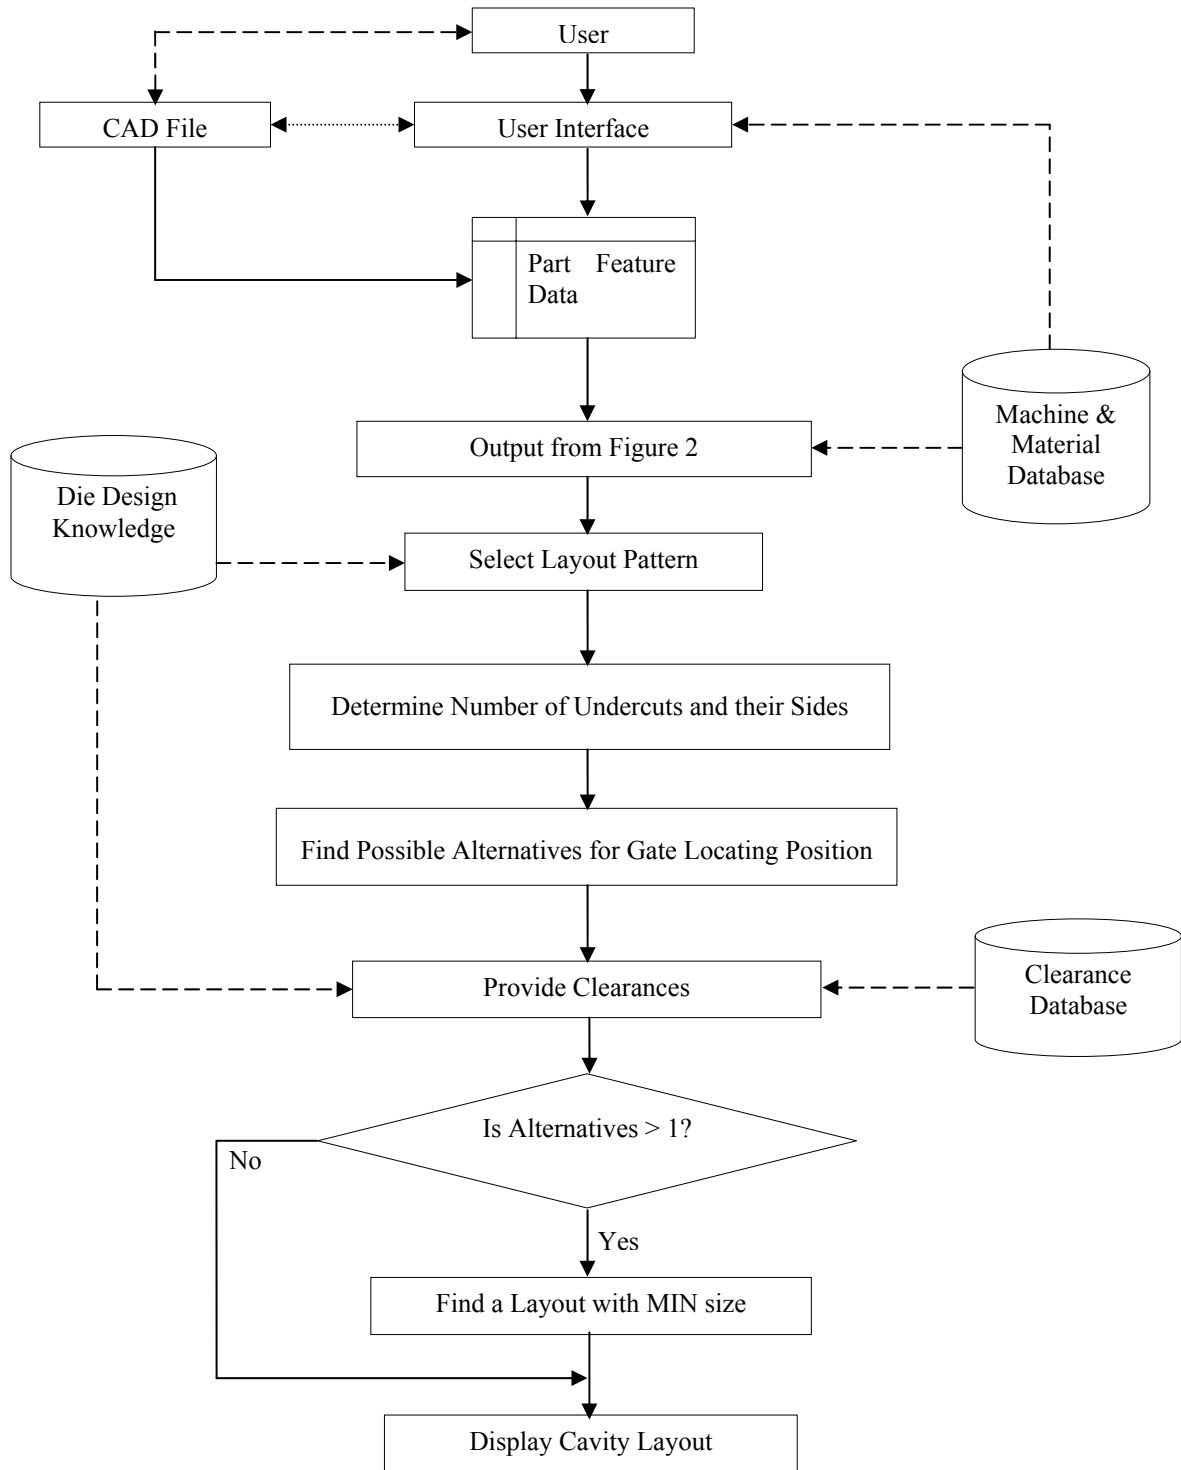 User
CAD File
User Interface
Part Feature
Data
Machine &
Material
Database
Output from Figure 2
Die Design
Knowledge
Select Layout Pattern
Determine Number of Undercuts and their Sides
Find Possible Alternatives for Gate Locating Position
Provide Clearances
Clearance
Database
Is Alternatives > 1?
No
Yes
Find a Layout with MIN size
Display Cavity Layout